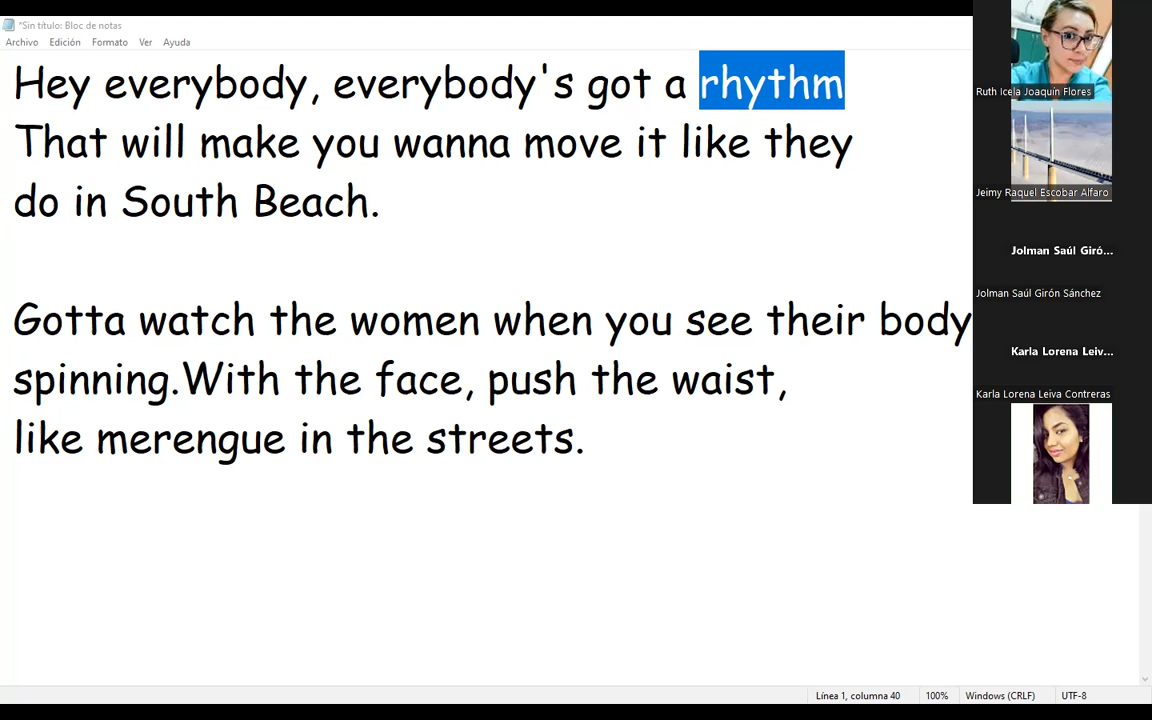 *Sin título: Bloc de notas
Archivo Edición Formato Ver Ayuda
Hey everybody, everybody's got a rhythm
That will make you wanna move it like they
do in South Beach.
Gotta watch the women when you see their body
spinning.With the face, push the waist,
like merengue in the streets.
Ruth Icela Joaquín Flores
Jeimy Raquel Escobar Alfaro
Jolman Saúl Giró...
Jolman Saúl Girón Sánchez
Karla Lorena Leiv...
Karla Lorena Leiva Contreras
Línea 1, columna 40 100% Windows (CRLF) UTF-8